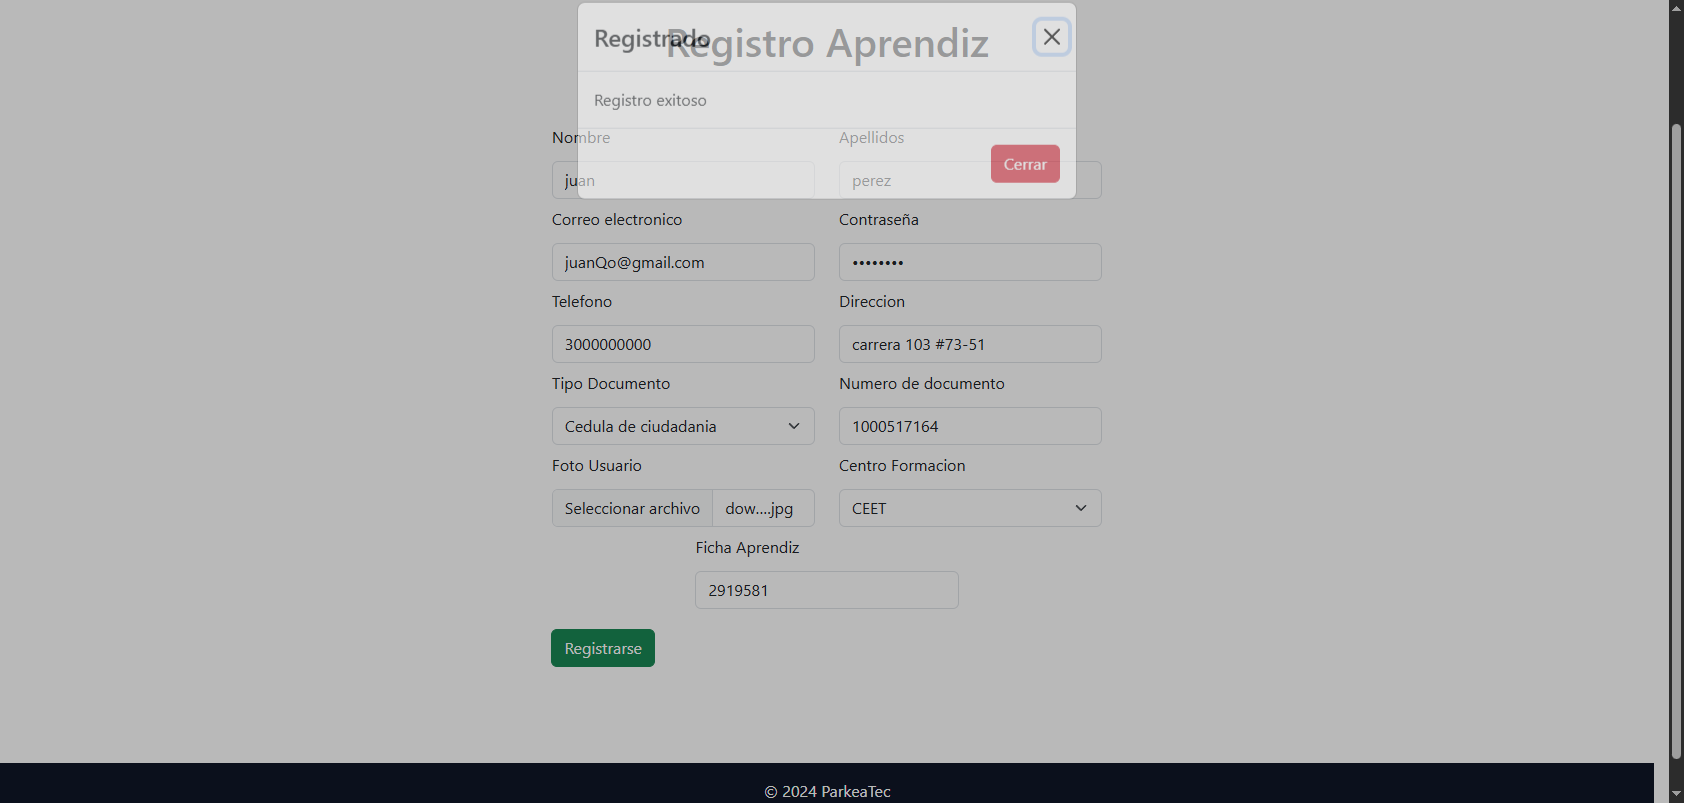 Registrado
Registro Aprendiz
Registro exitoso
Nombre
Apellidos
juan
perez
Cerrar
Correo electronico
Contraseña
juanQo@gmail.com
••••••••
Telefono
Direccion
3000000000
carrera 103 #73-51
Tipo Documento
Numero de documento
Cedula de ciudadania
1000517164
Foto Usuario
Centro Formacion
Seleccionar archivo
dow....jpg
CEET
Ficha Aprendiz
2919581
Registrarse
© 2024 ParkeaTec